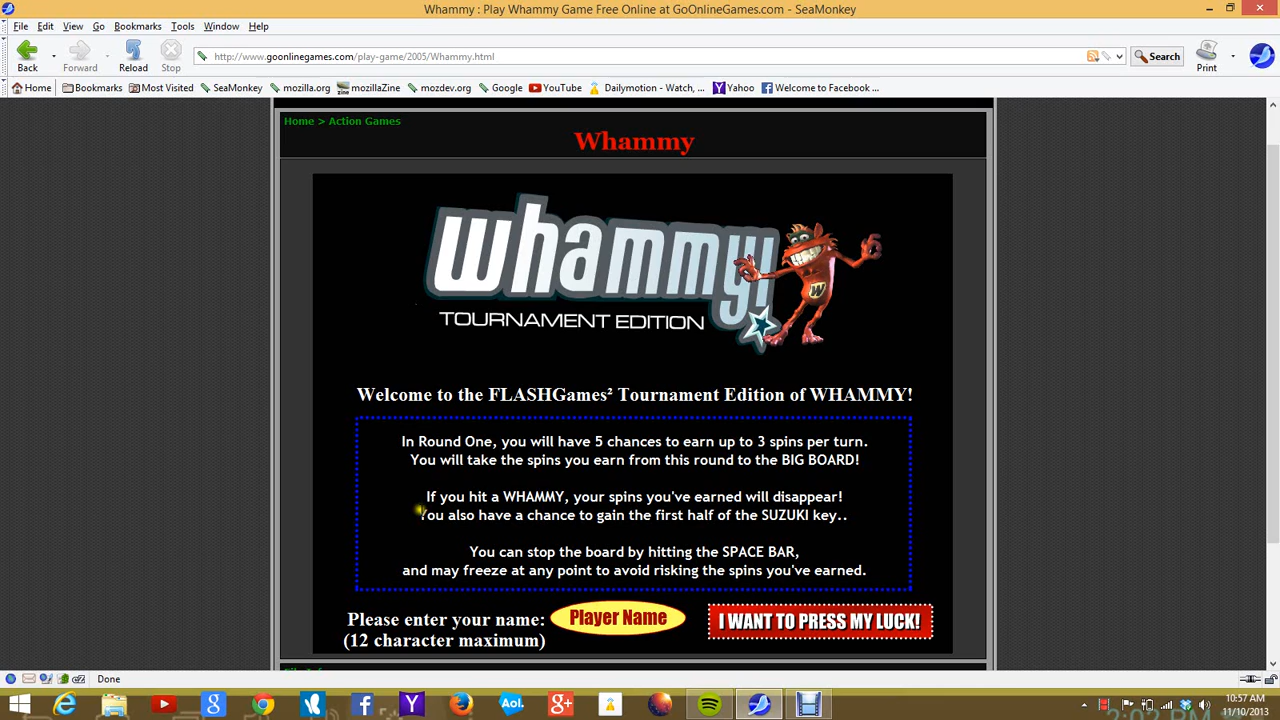 Whammy : Play Whammy Game Free Online at GoOnlineGames.com - SeaMonkey
File Edit View Go Bookmarks Tools Window Help
Back Forward Reload Stop http://www.goonlinegames.com/play-game/2005/Whammy.html Search Print
Home Bookmarks Most Visited SeaMonkey mozilla.org mozillaZine mozdev.org Google YouTube Dailymotion - Watch, ... Yahoo Welcome to Facebook ...
Home > Action Games
Whammy
whammy!
W
TOURNAMENT EDITION
Welcome to the FLASHGames² Tournament Edition of WHAMMY!
In Round One, you will have 5 chances to earn up to 3 spins per turn.
You will take the spins you earn from this round to the BIG BOARD!
If you hit a WHAMMY, your spins you've earned will disappear!
You also have a chance to gain the first half of the SUZUKI key..
You can stop the board by hitting the SPACE BAR,
and may freeze at any point to avoid risking the spins you've earned.
Please enter your name: Player Name I WANT TO PRESS MY LUCK!
(12 character maximum)
Done
Aol.
10:57 AM
11/10/2013